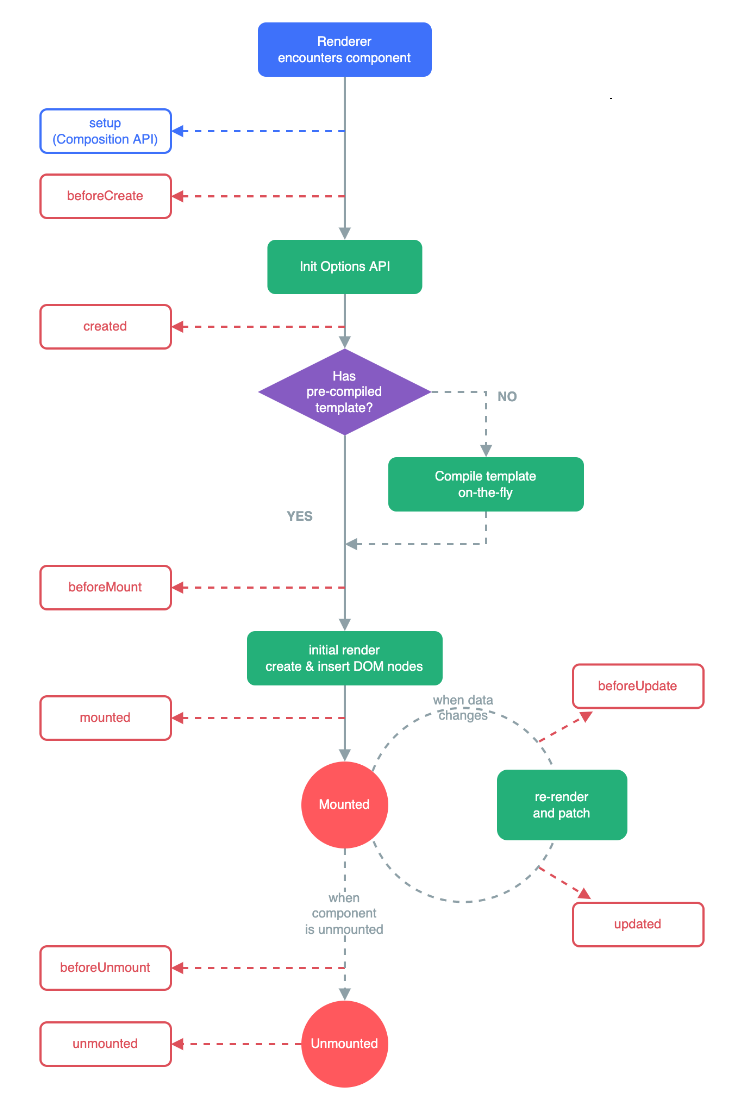 Renderer
encounters component
setup
(Composition API)
beforeCreate
Init Options API
created
Has
pre-compiled
template?
NO
Compile template
on-the-fly
YES
beforeMount
initial render
create & insert DOM nodes
beforeUpdate
when data
changes
mounted
re-render
and patch
Mounted
when
component
is unmounted
updated
beforeUnmount
unmounted
Unmounted